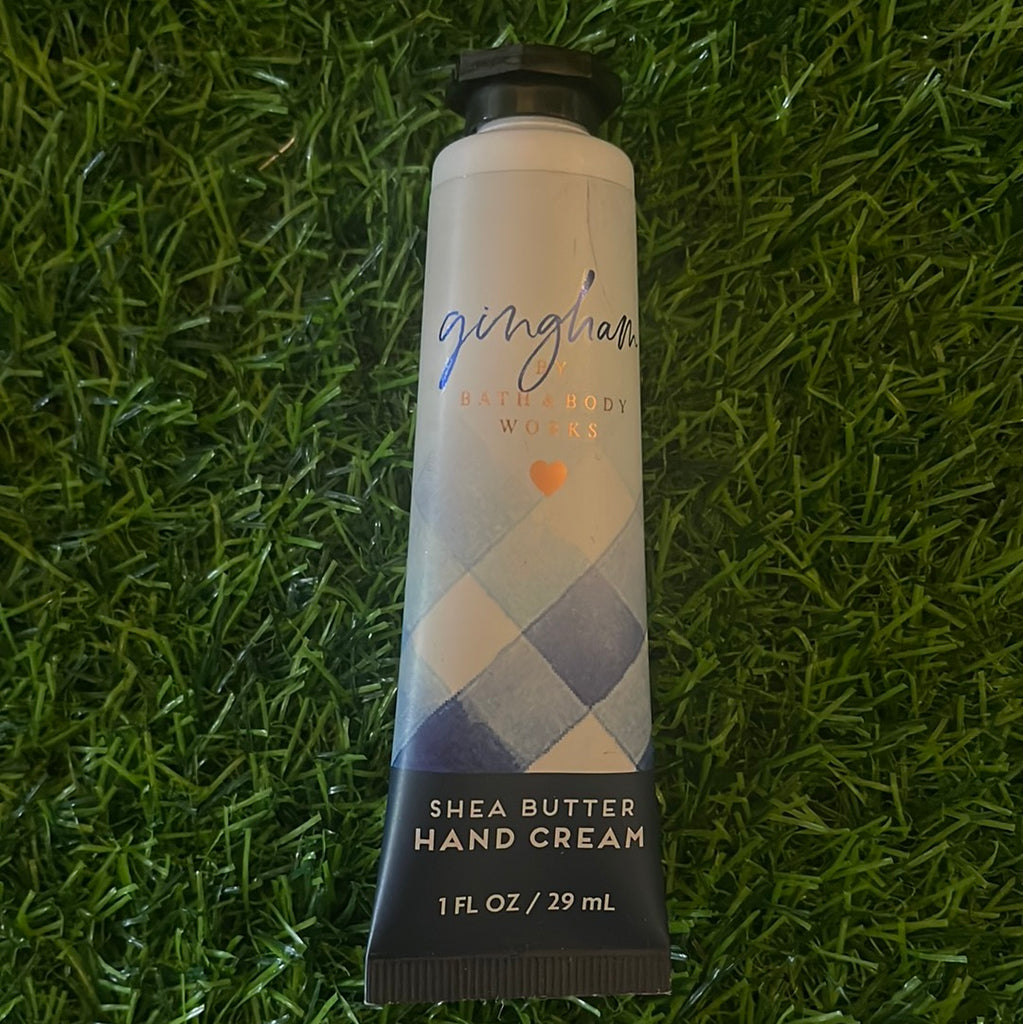 gingham
BY
BATH & BODY
WORKS
SHEA BUTTER
HAND CREAM
1 FL OZ / 29 mL